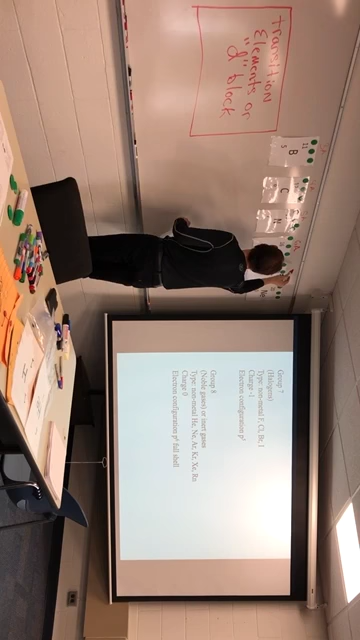 transition
Elements or
"d" block
B
5
C
N
Group 7
(Halogens)
Type: non-metal F, Cl, Br, I
Charge -1
Electron configuration p⁵
Group 8
(Noble gases) or inert gases
Type: non-metal He, Ne, Ar, Kr, Xe, Rn
Charge 0
Electron configuration p⁶ full shell